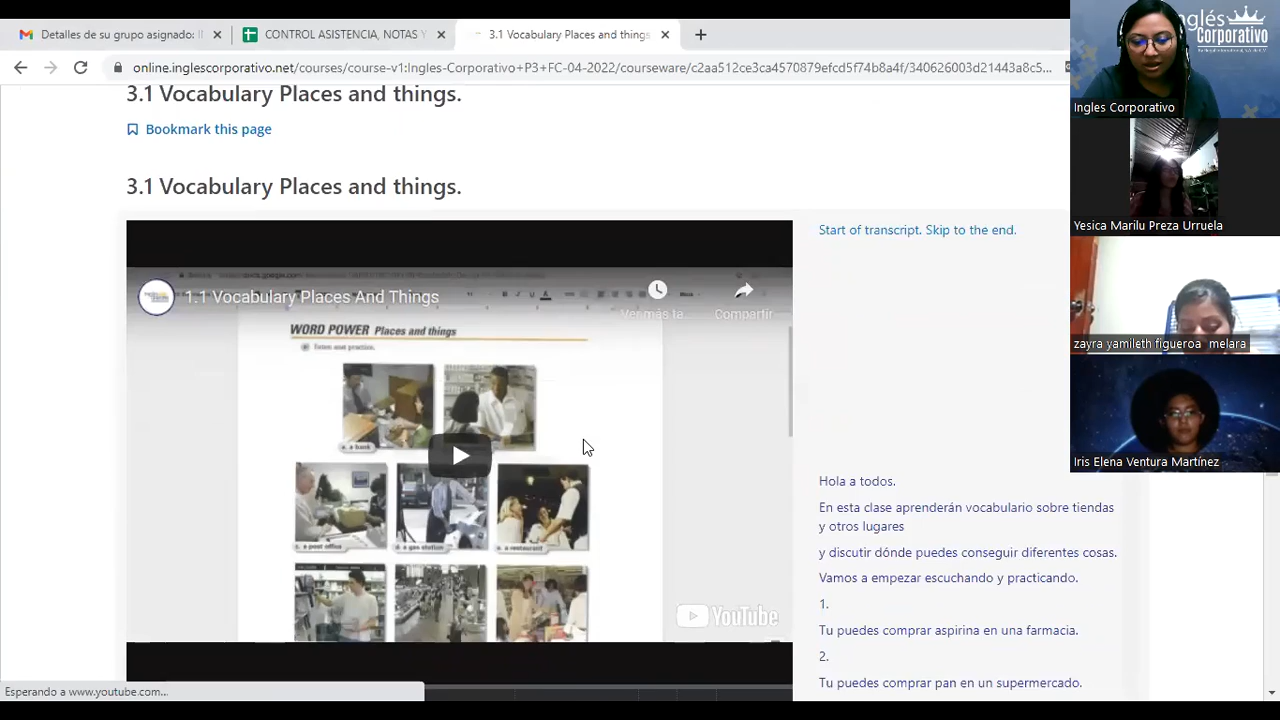 Detalles de su grupo asignado: I
CONTROL ASISTENCIA, NOTAS Y
3.1 Vocabulary Places and things
online.inglescorporativo.net/courses/course-v1:Ingles-Corporativo+P3+FC-04-2022/courseware/c2aa512ce3ca4570879efcd5f74b8a4f/340626003d21443a8c5...
3.1 Vocabulary Places and things.
Bookmark this page
3.1 Vocabulary Places and things.
1.1 Vocabulary Places And Things
Ver más ta...
Compartir
WORD POWER Places and things
Listen and practice.
a. a bank
c. a post office
d. a gas station
e. a restaurant
YouTube
Start of transcript. Skip to the end.
Hola a todos.
En esta clase aprenderán vocabulario sobre tiendas
y otros lugares
y discutir dónde puedes conseguir diferentes cosas.
Vamos a empezar escuchando y practicando.
1.
Tu puedes comprar aspirina en una farmacia.
2.
Tu puedes comprar pan en un supermercado.
Esperando a www.youtube.com...
Inglés
Corporativo
Ingles Corporativo
Yesica Marilu Preza Urruela
zayra yamileth figueroa melara
Iris Elena Ventura Martínez